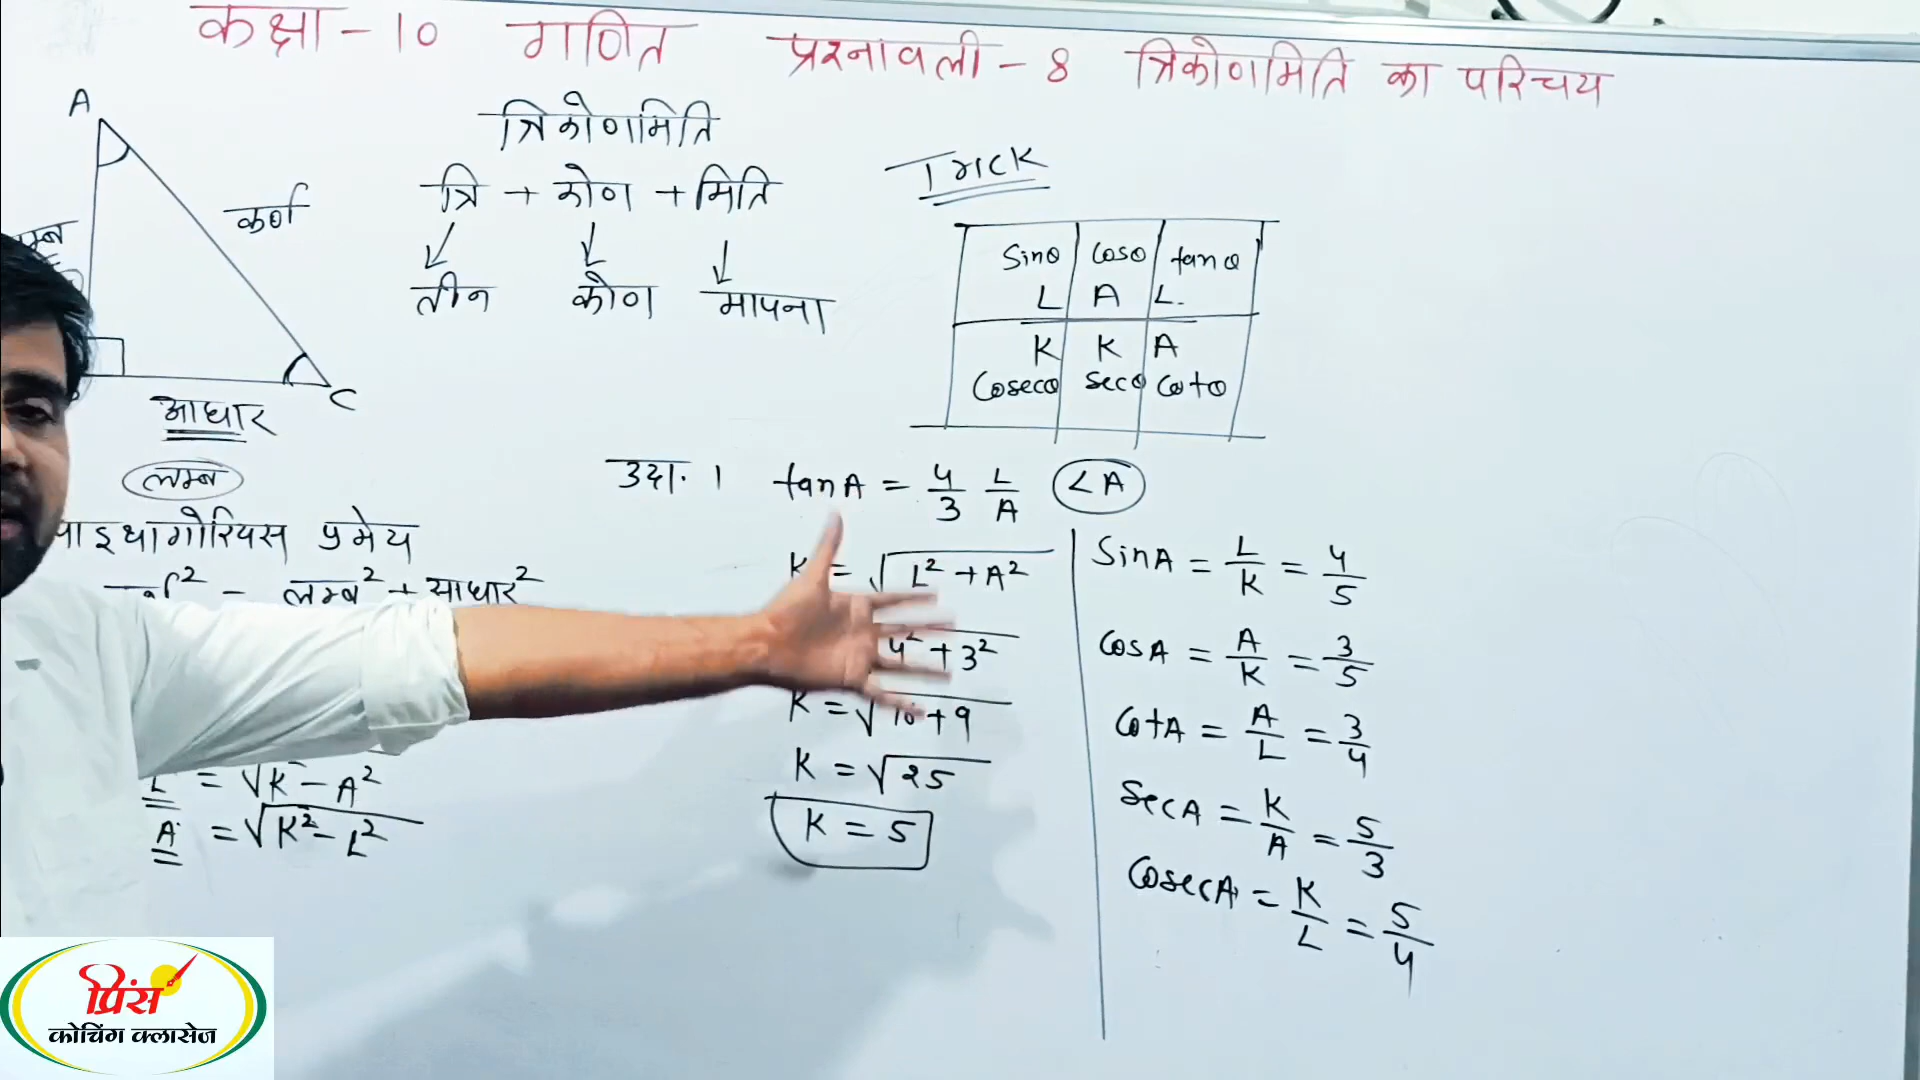 कक्षा - 10 गणित प्रश्नावली - 8 त्रिकोणमिति का परिचय
A
कर्ण
C
आधार
लम्ब
पाइथागोरियस प्रमेय
लम्ब² + आधार²
L = √K² - A²
A = √K² - L²
त्रिकोणमिति
त्रि + कोण + मिति
तीन कोण मापना
Trick
Sinθ Cosθ tanθ
L A L.
K K A
Cosecθ Secθ Cotθ
उदा. 1 tanA = 4/3 L/A ∠A
K = √L² + A²
4² + 3²
K = √16 + 9
K = √25
K = 5
SinA = L/K = 4/5
CosA = A/K = 3/5
CotA = A/L = 3/4
SecA = K/A = 5/3
CosecA = K/L = 5/4
प्रिंस
कोचिंग क्लासेज